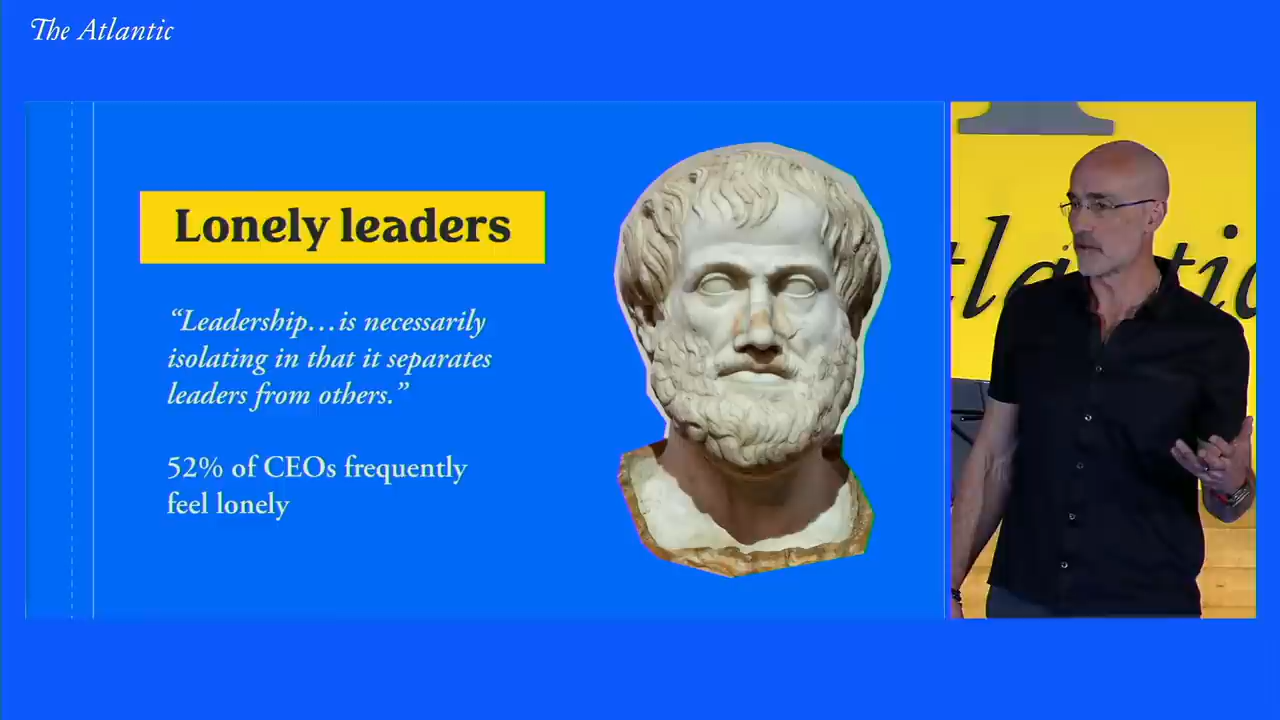 The Atlantic
Lonely leaders
“Leadership…is necessarily
isolating in that it separates
leaders from others.”
52% of CEOs frequently
feel lonely
tlantic